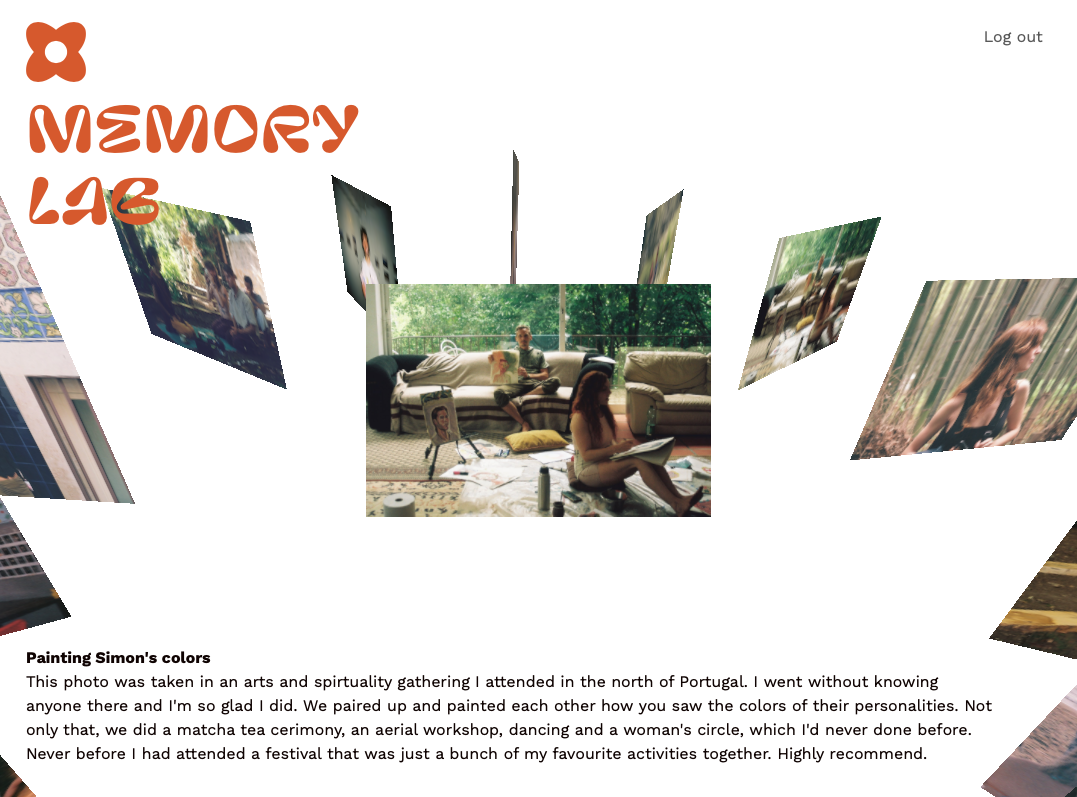 Log out
MEMORY
LAB
Painting Simon's colors
This photo was taken in an arts and spirtuality gathering I attended in the north of Portugal. I went without knowing
anyone there and I'm so glad I did. We paired up and painted each other how you saw the colors of their personalities. Not
only that, we did a matcha tea cerimony, an aerial workshop, dancing and a woman's circle, which I'd never done before.
Never before I had attended a festival that was just a bunch of my favourite activities together. Highly recommend.